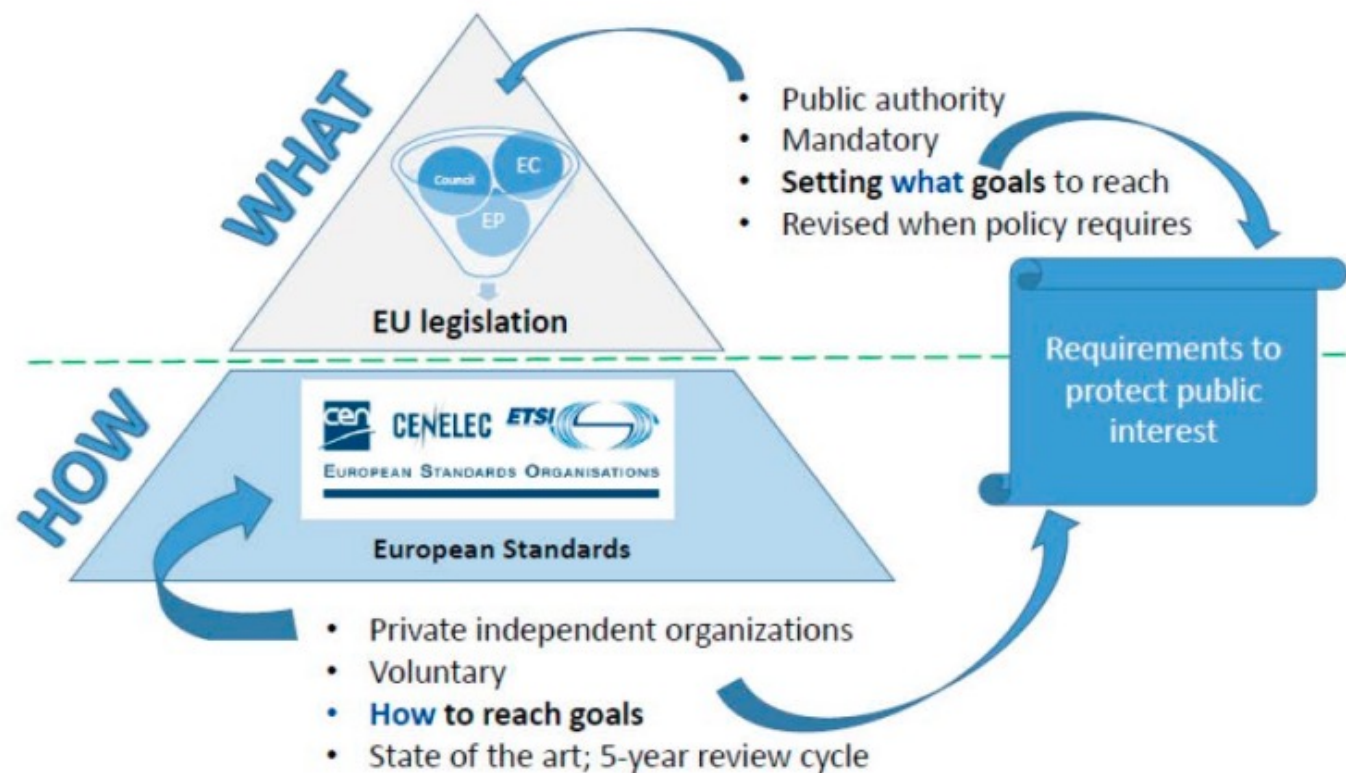 WHAT
Council
EC
EP
EU legislation
• Public authority
• Mandatory
• Setting what goals to reach
• Revised when policy requires
Requirements to
protect public
interest
HOW
cen
CENELEC
ETSI
EUROPEAN STANDARDS ORGANISATIONS
European Standards
• Private independent organizations
• Voluntary
• How to reach goals
• State of the art; 5-year review cycle